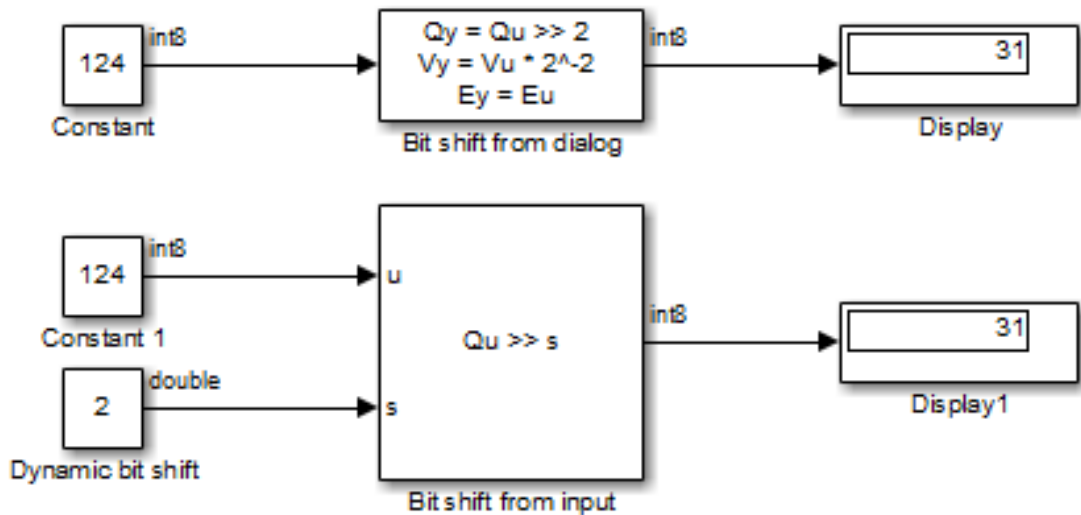 int8
124
Constant
Qy = Qu >> 2
Vy = Vu * 2^-2
Ey = Eu
Bit shift from dialog
int8
31
Display
int8
124
Constant 1
double
2
Dynamic bit shift
u
s
Qu >> s
Bit shift from input
int8
31
Display1